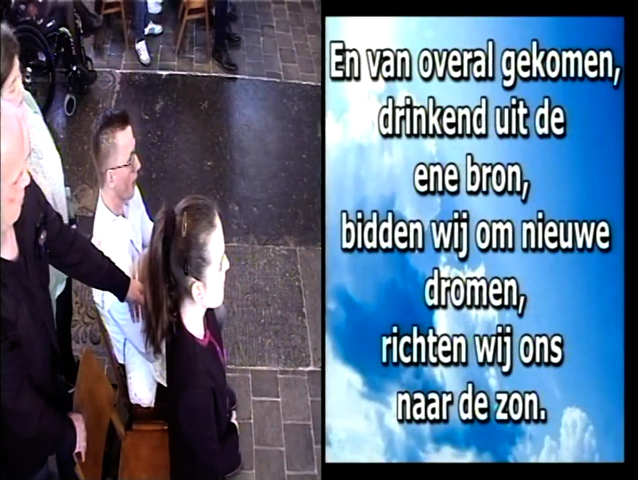 En van overal gekomen,
drinkend uit de
ene bron,
bidden wij om nieuwe
dromen,
richten wij ons
naar de zon.